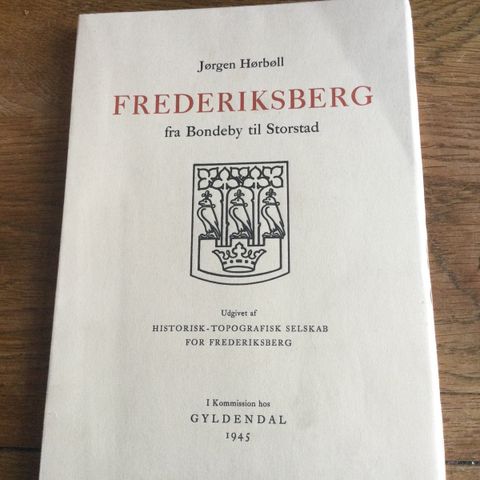 Jørgen Hørbøll
FREDERIKSBERG
fra Bondeby til Storstad
Udgivet af
HISTORISK-TOPOGRAFISK SELSKAB
FOR FREDERIKSBERG
I Kommission hos
GYLDENDAL
1945